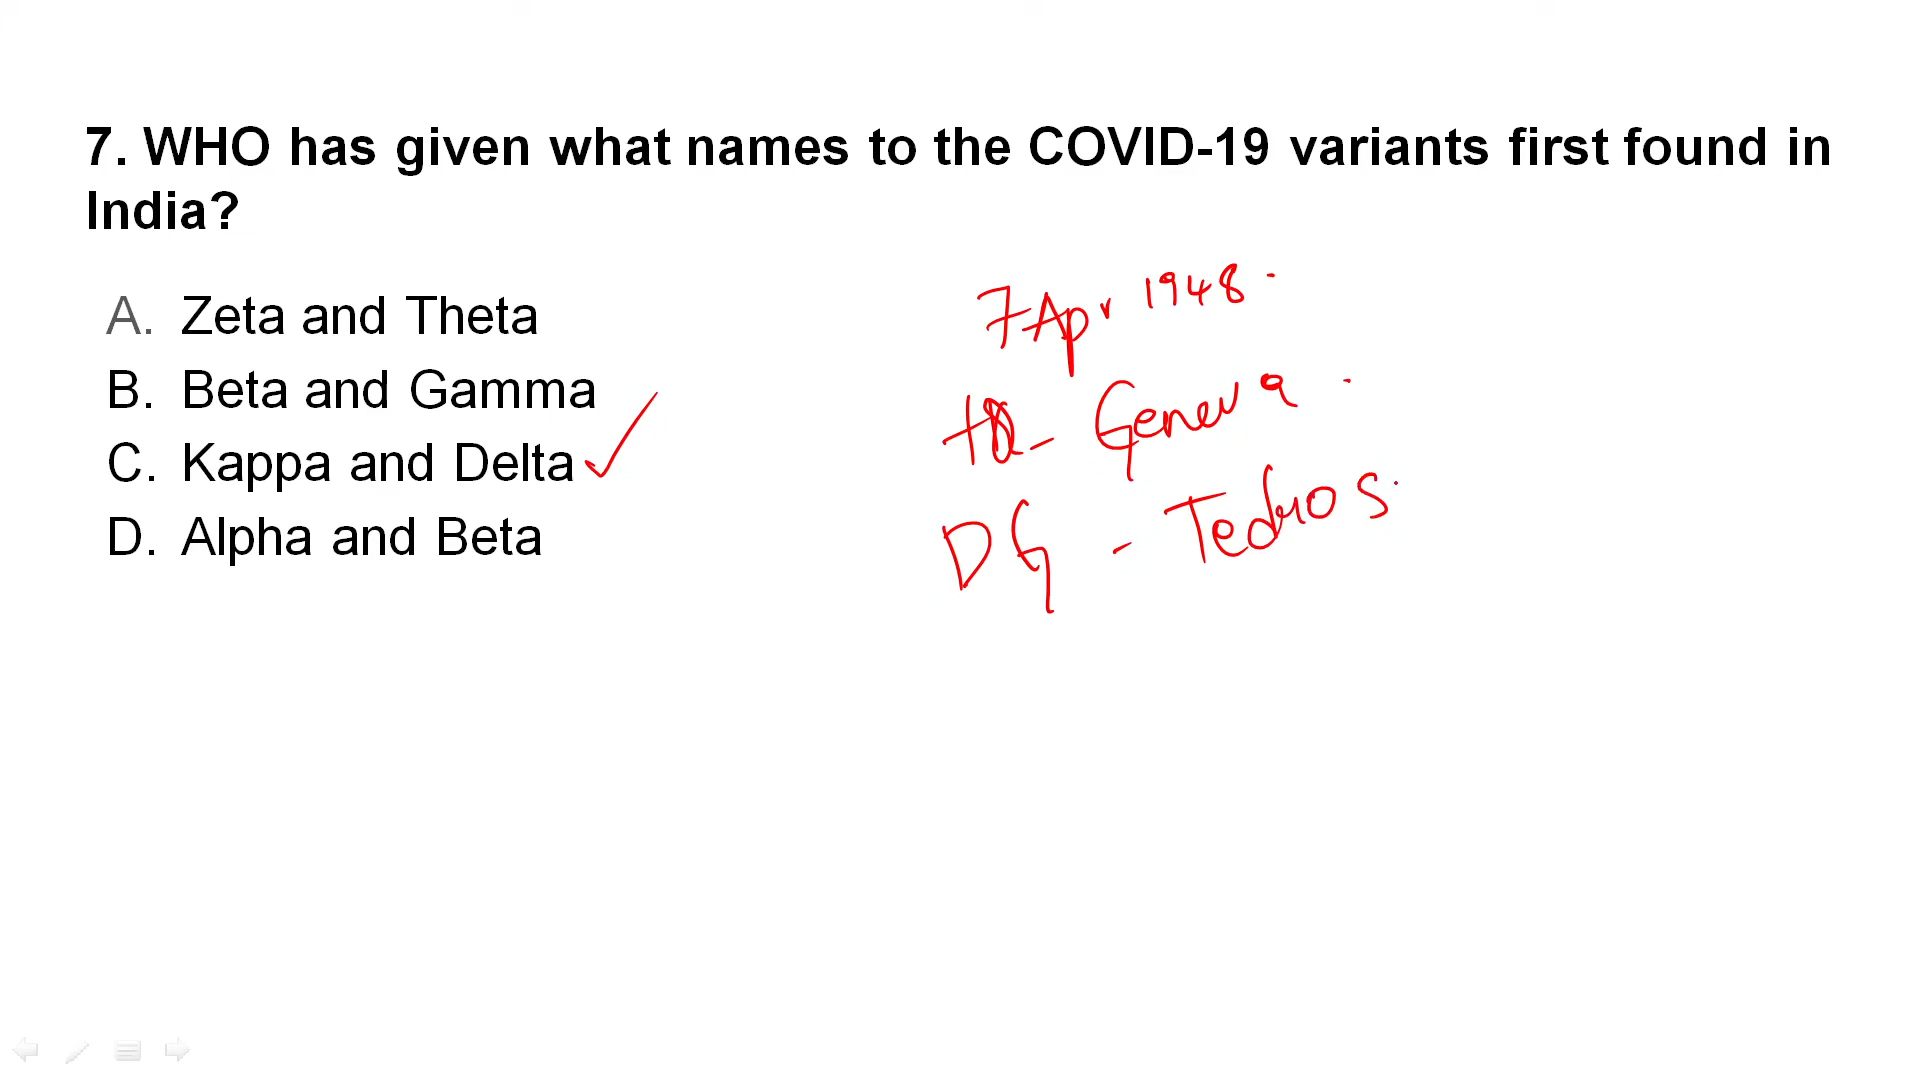 7. WHO has given what names to the COVID-19 variants first found in
India?
A. Zeta and Theta
B. Beta and Gamma
C. Kappa and Delta
D. Alpha and Beta
7 Apr 1948.
HQ - Geneva.
DG - Tedros.